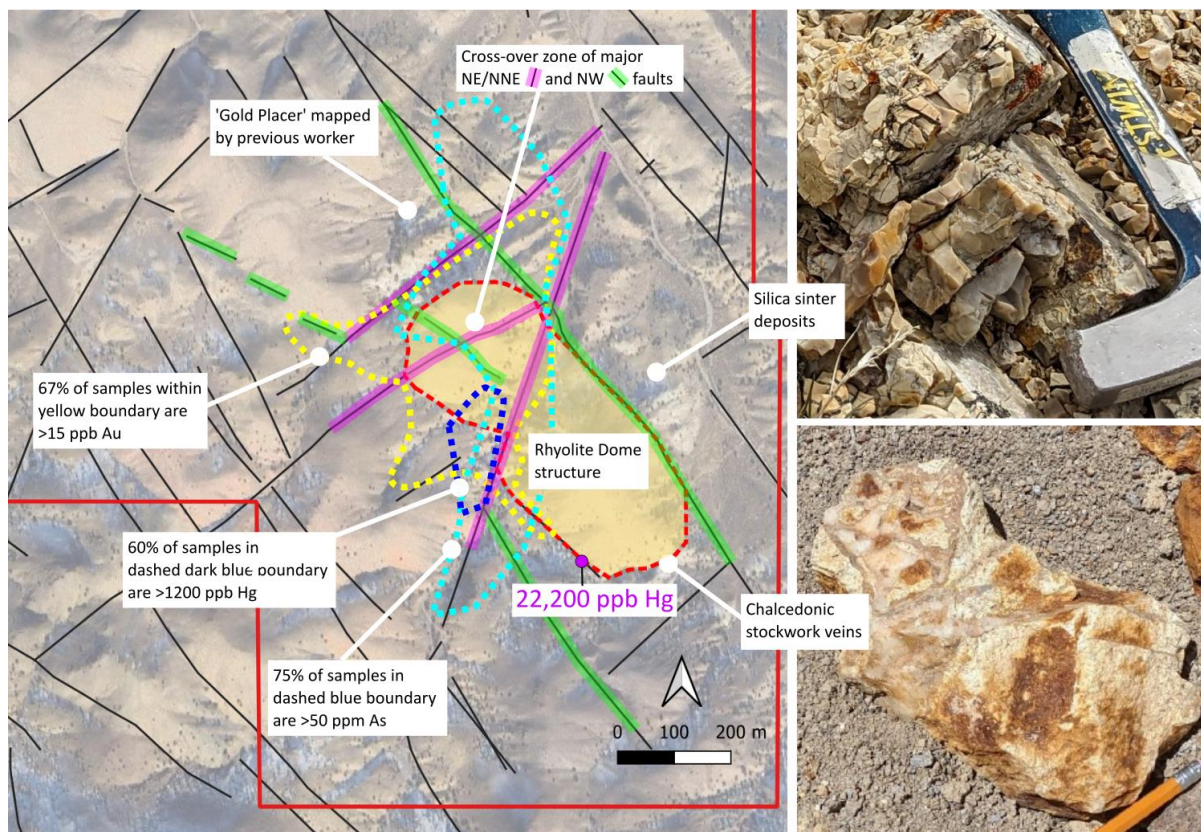 Cross-over zone of major
NE/NNE and NW faults
'Gold Placer' mapped
by previous worker
Silica sinter
deposits
67% of samples within
yellow boundary are
>15 ppb Au
Rhyolite Dome
structure
60% of samples in
dashed dark blue boundary
are >1200 ppb Hg
22,200 ppb Hg
Chalcedonic
stockwork veins
75% of samples in
dashed blue boundary
are >50 ppm As
0 100 200 m